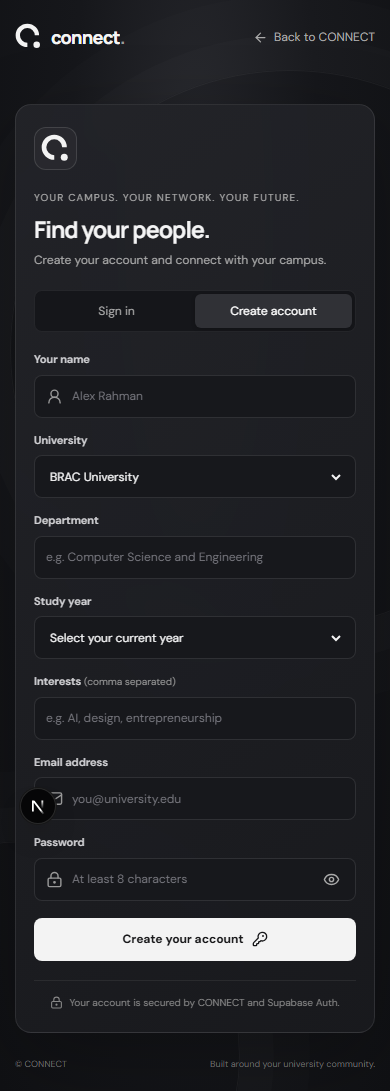 connect.
Back to CONNECT
YOUR CAMPUS. YOUR NETWORK. YOUR FUTURE.
Find your people.
Create your account and connect with your campus.
Sign in
Create account
Your name
Alex Rahman
University
BRAC University
Department
e.g. Computer Science and Engineering
Study year
Select your current year
Interests (comma separated)
e.g. AI, design, entrepreneurship
Email address
N
you@university.edu
Password
At least 8 characters
Create your account
Your account is secured by CONNECT and Supabase Auth.
© CONNECT
Built around your university community.